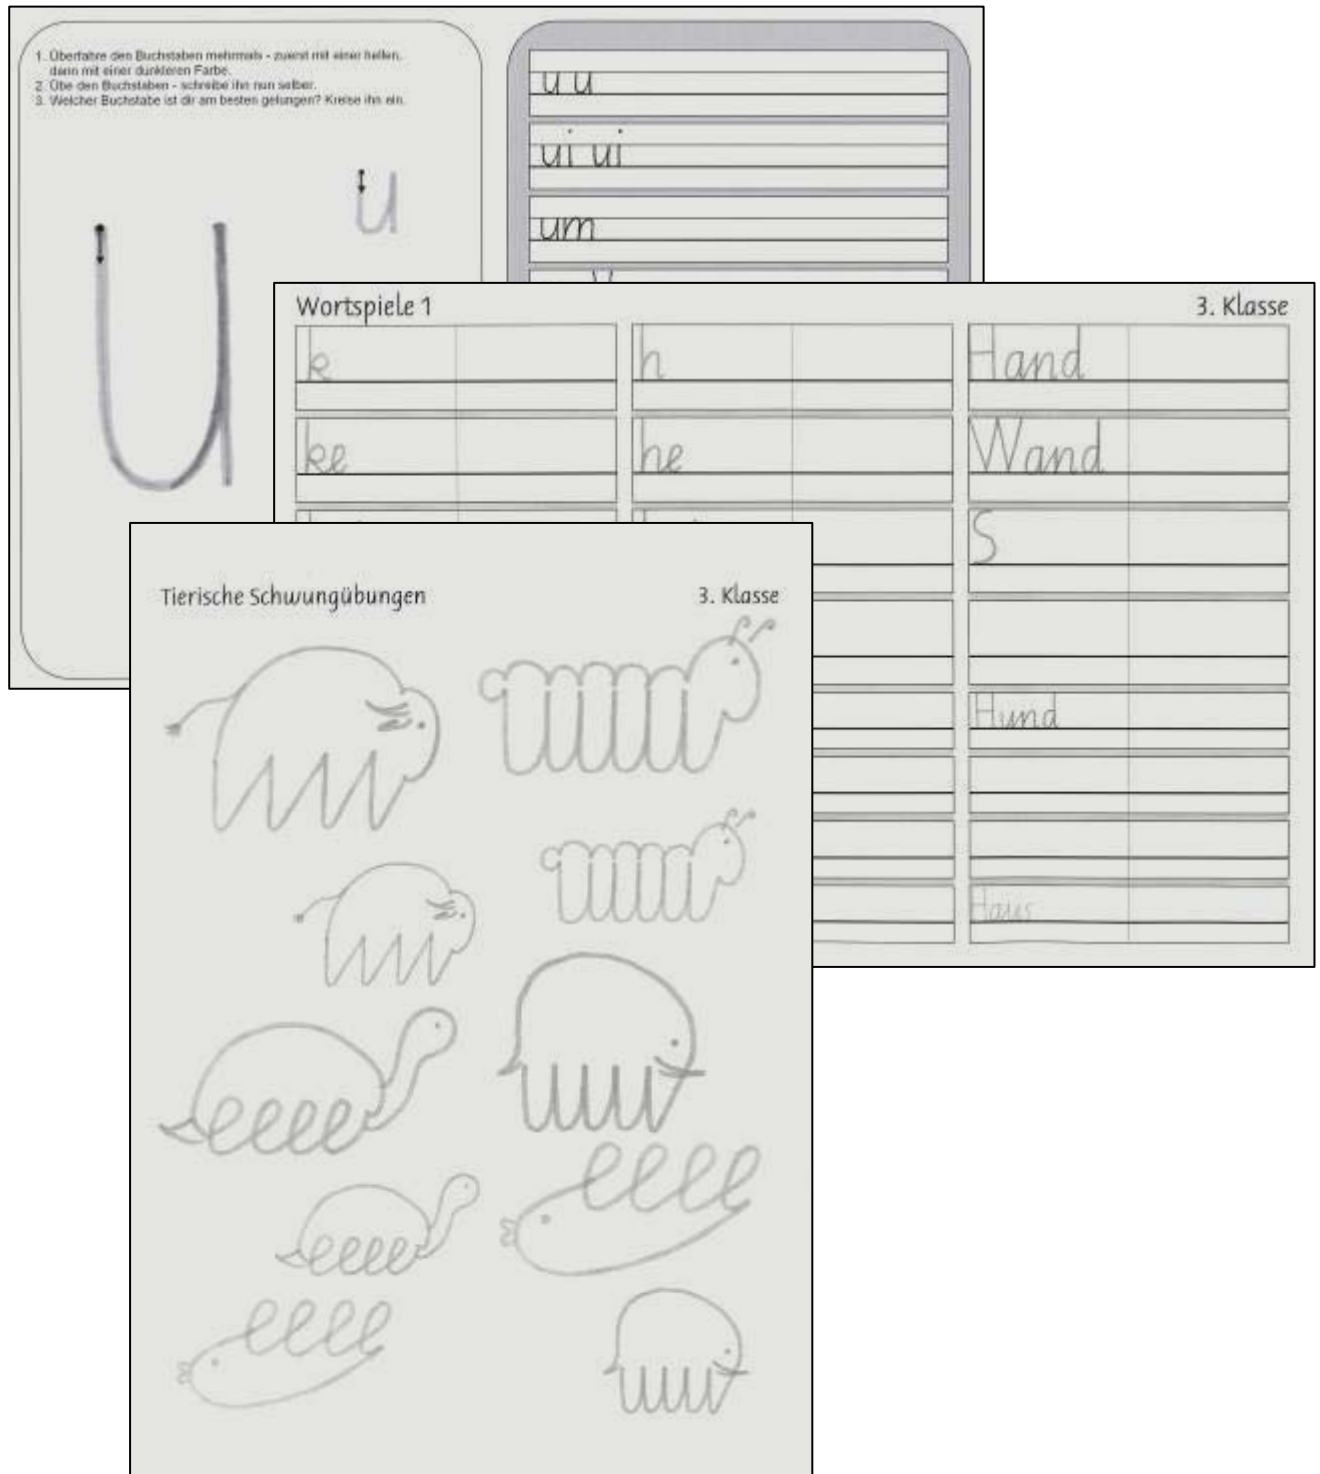 1. Überfahre den Buchstaben mehrmals - zuerst mit einer hellen,
dann mit einer dunkleren Farbe.
2. Übe den Buchstaben - schreibe ihn nun selber.
3. Welcher Buchstabe ist dir am besten gelungen? Kreise ihn ein.
u
u
u u
ui ui
um
Wortspiele 1
3. Klasse
k
h
Hand
ke
he
Wand
S
Hund
Haus
Tierische Schwungübungen
3. Klasse